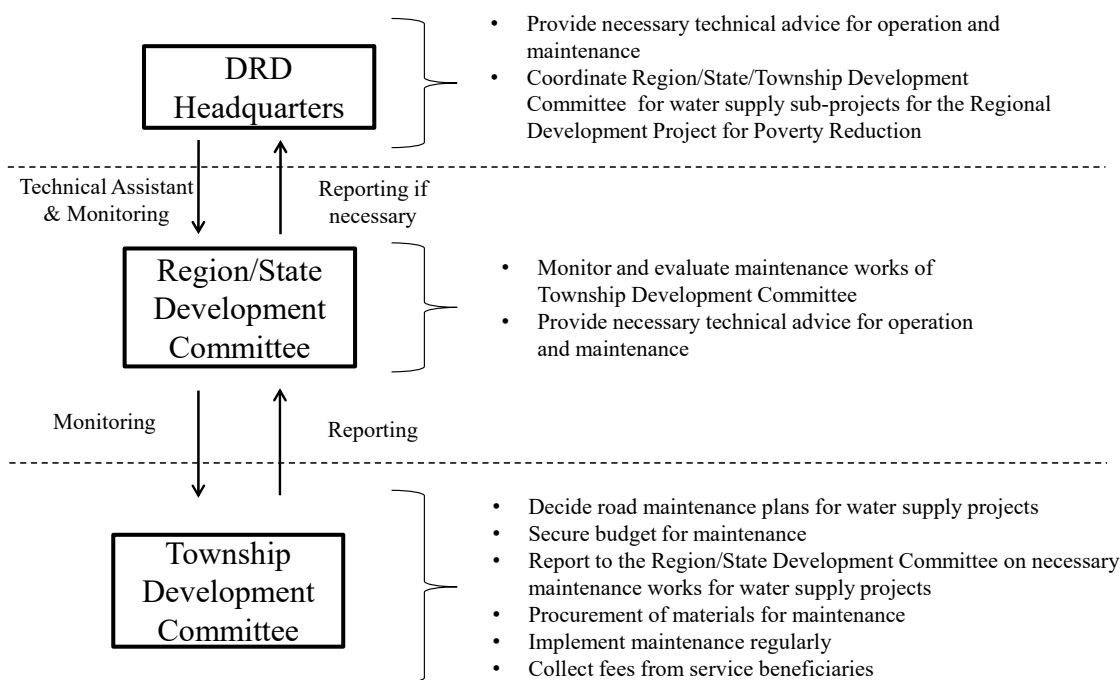 DRD
Headquarters
• Provide necessary technical advice for operation and
maintenance
• Coordinate Region/State/Township Development
Committee for water supply sub-projects for the Regional
Development Project for Poverty Reduction
Technical Assistant
& Monitoring
Reporting if
necessary
Region/State
Development
Committee
• Monitor and evaluate maintenance works of
Township Development Committee
• Provide necessary technical advice for operation
and maintenance
Monitoring
Reporting
Township
Development
Committee
• Decide road maintenance plans for water supply projects
• Secure budget for maintenance
• Report to the Region/State Development Committee on necessary
maintenance works for water supply projects
• Procurement of materials for maintenance
• Implement maintenance regularly
• Collect fees from service beneficiaries